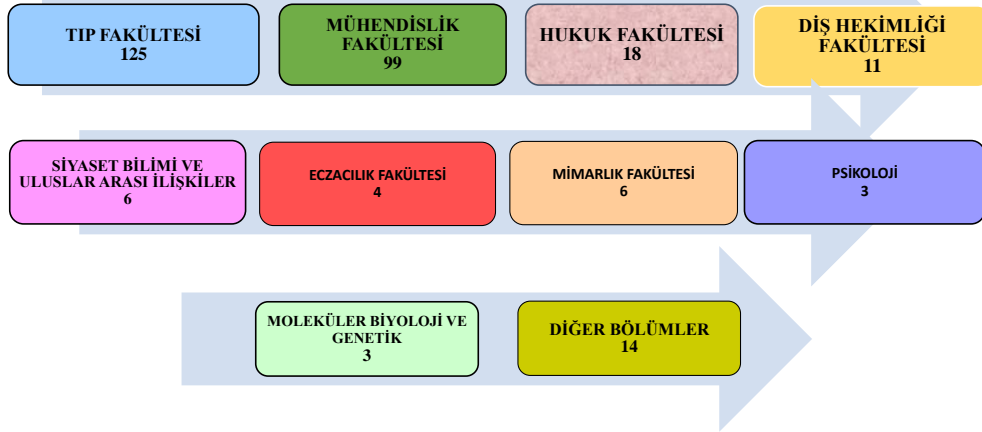 TIP FAKÜLTESİ
125
MÜHENDİSLİK
FAKÜLTESİ
99
HUKUK FAKÜLTESİ
18
DİŞ HEKİMLİĞİ
FAKÜLTESİ
11
SİYASET BİLİMİ VE
ULUSLAR ARASI İLİŞKİLER
6
ECZACILIK FAKÜLTESİ
4
MİMARLIK FAKÜLTESİ
6
PSİKOLOJİ
3
MOLEKÜLER BİYOLOJİ VE
GENETİK
3
DİĞER BÖLÜMLER
14